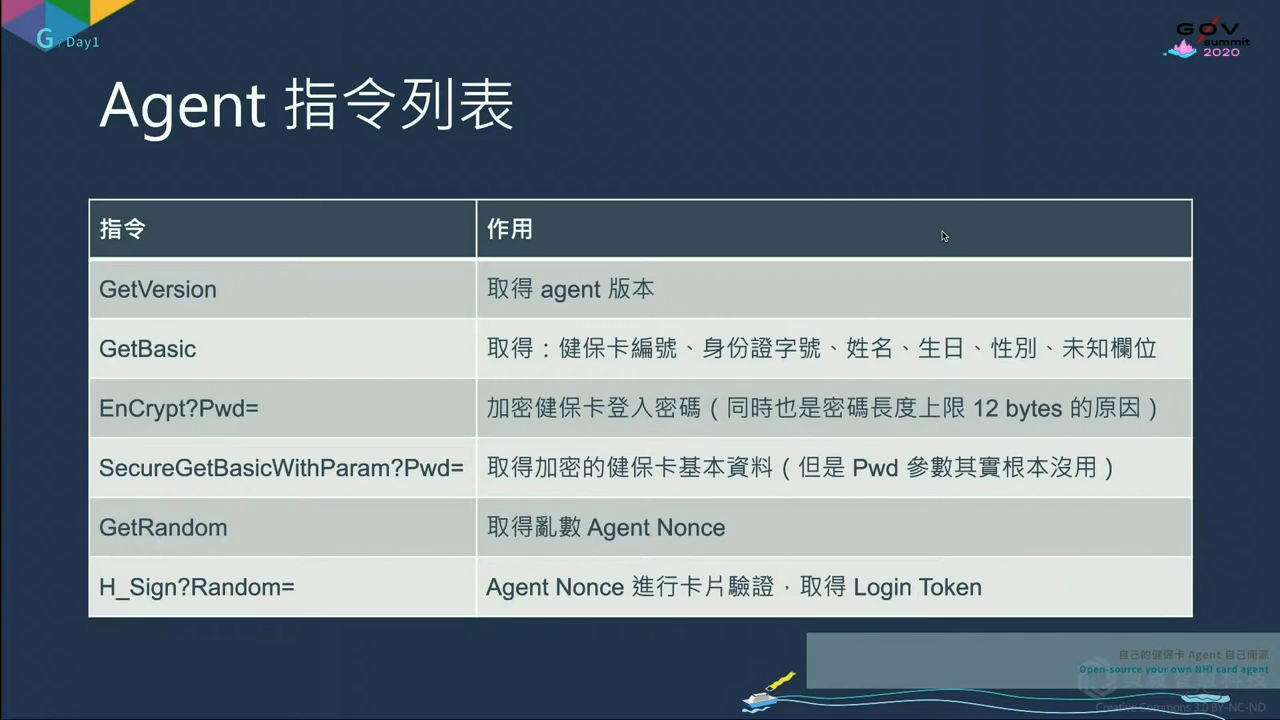 G / Day1
GOV
summit
2020
Agent 指令列表
指令 作用
GetVersion 取得 agent 版本
GetBasic 取得：健保卡編號、身份證字號、姓名、生日、性別、未知欄位
EnCrypt?Pwd= 加密健保卡登入密碼（同時也是密碼長度上限 12 bytes 的原因）
SecureGetBasicWithParam?Pwd= 取得加密的健保卡基本資料（但是 Pwd 參數其實根本沒用）
GetRandom 取得亂數 Agent Nonce
H_Sign?Random= Agent Nonce 進行卡片驗證，取得 Login Token
自己的健保卡 Agent 自己開源
Open-source your own NHI card agent
Creative Commons 3.0 BY-NC-ND